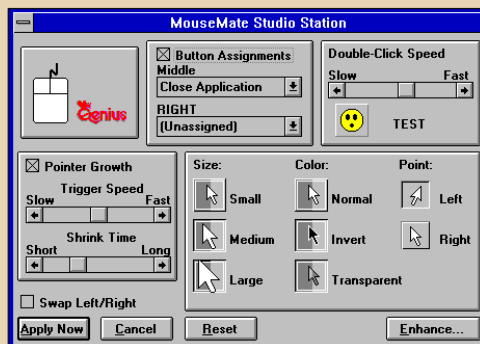 MouseMate Studio Station
Genius
Button Assignments
Middle
Close Application
RIGHT
(Unassigned)
Double-Click Speed
Slow Fast
TEST
Pointer Growth
Trigger Speed
Slow Fast
Shrink Time
Short Long
Swap Left/Right
Size: Color: Point:
Small Normal Left
Medium Invert Right
Large Transparent
Apply Now Cancel Reset Enhance...